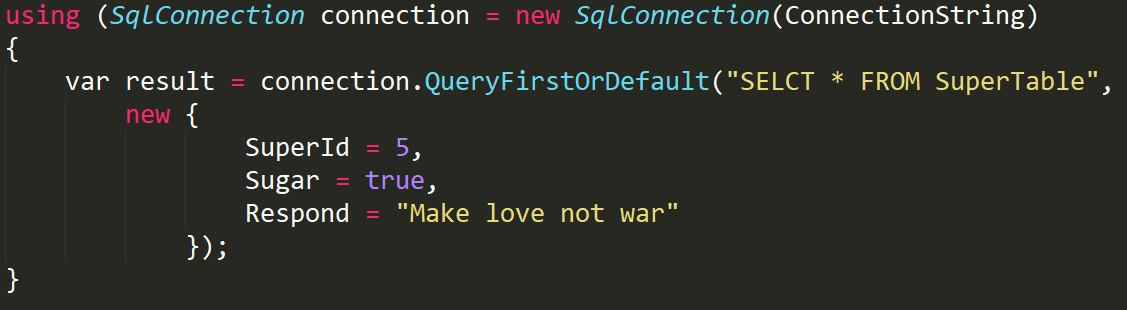 using (SqlConnection connection = new SqlConnection(ConnectionString)
{
    var result = connection.QueryFirstOrDefault("SELCT * FROM SuperTable",
        new {
                SuperId = 5,
                Sugar = true,
                Respond = "Make love not war"
            });
}